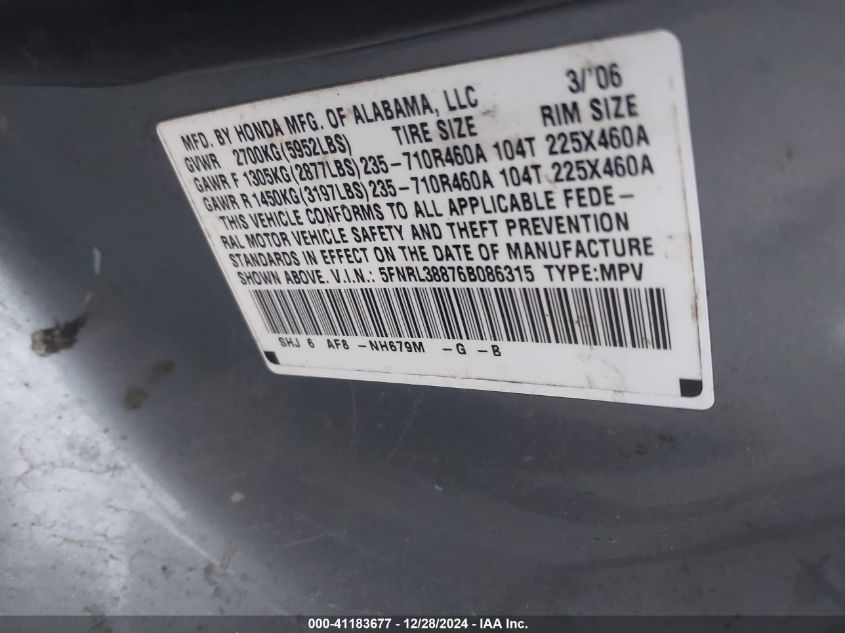 MFD. BY HONDA MFG. OF ALABAMA, LLC 3/'06
GVWR 2700KG(5952LBS) TIRE SIZE RIM SIZE
GAWR F 1305KG(2877LBS)235-710R460A 104T 225X460A
GAWR R 1450KG(3197LBS)235-710R460A 104T 225X460A
THIS VEHICLE CONFORMS TO ALL APPLICABLE FEDE-
RAL MOTOR VEHICLE SAFETY AND THEFT PREVENTION
STANDARDS IN EFFECT ON THE DATE OF MANUFACTURE
SHOWN ABOVE. V.I.N.: 5FNRL38876B086315 TYPE:MPV
SHJ 6 AF8 -NH679M -G -B
000-41183677 - 12/28/2024 - IAA Inc.